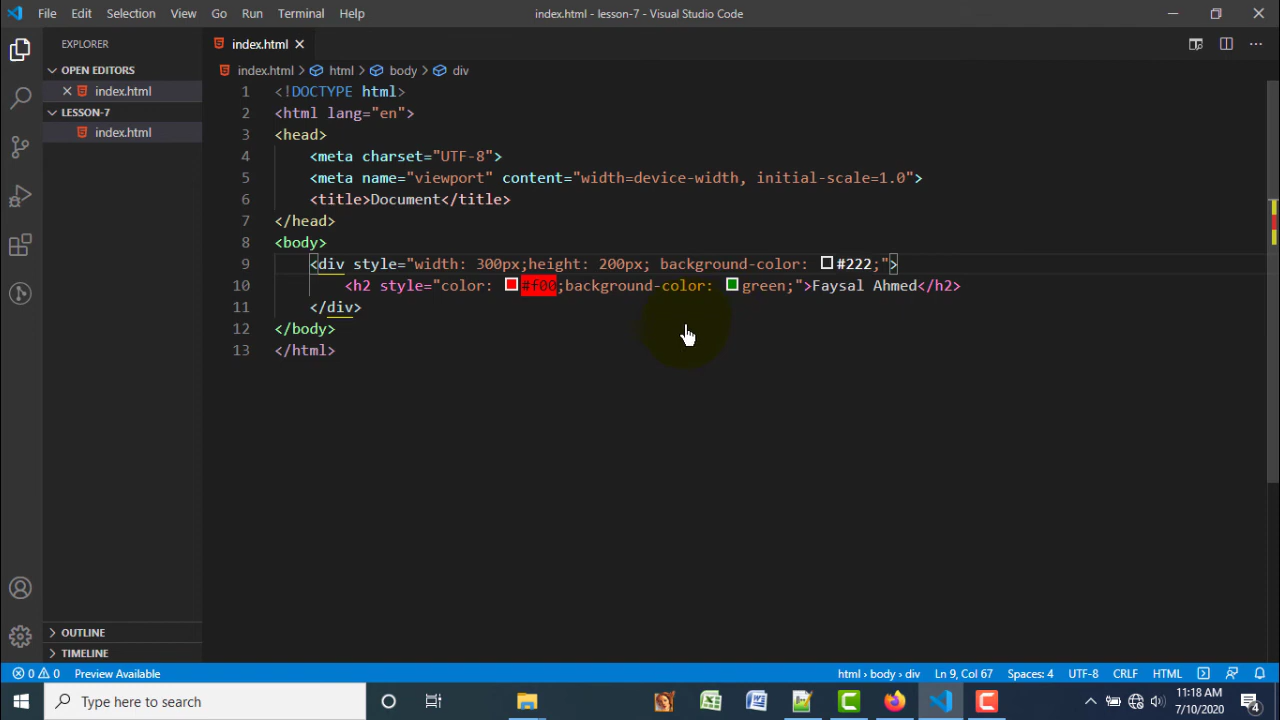 File Edit Selection View Go Run Terminal Help index.html - lesson-7 - Visual Studio Code
EXPLORER
index.html
OPEN EDITORS
index.html
LESSON-7
index.html
index.html > html > body > div
1 <!DOCTYPE html>
2 <html lang="en">
3 <head>
4 <meta charset="UTF-8">
5 <meta name="viewport" content="width=device-width, initial-scale=1.0">
6 <title>Document</title>
7 </head>
8 <body>
9 <div style="width: 300px;height: 200px; background-color: #222;">
10 <h2 style="color: #f00;background-color: green;">Faysal Ahmed</h2>
11 </div>
12 </body>
13 </html>
OUTLINE
TIMELINE
0 0 Preview Available html › body › div Ln 9, Col 67 Spaces: 4 UTF-8 CRLF HTML
Type here to search
11:18 AM
7/10/2020
4